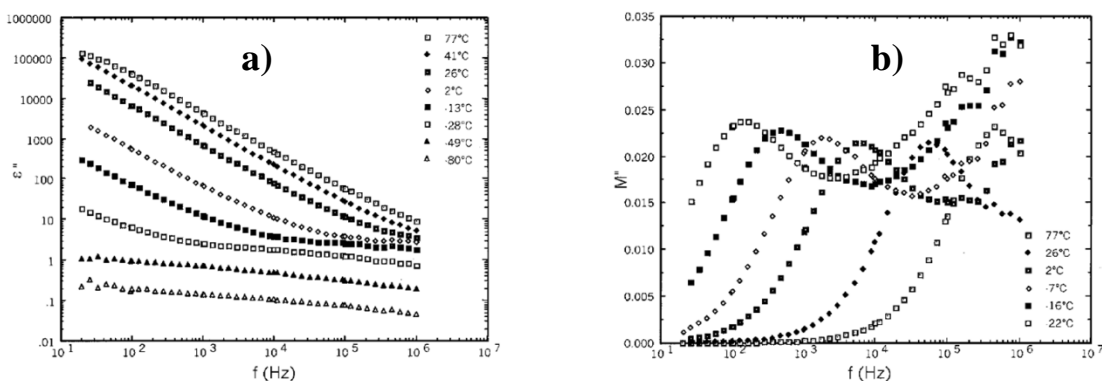 a)
1000000
100000
10000
1000
100
10
1
.1
.01
ε"
10¹ 10² 10³ 10⁴ 10⁵ 10⁶ 10⁷
f (Hz)
77°C
41°C
26°C
2°C
-13°C
-28°C
-49°C
-80°C
b)
0.035
0.030
0.025
0.020
0.015
0.010
0.005
0.000
M"
10¹ 10² 10³ 10⁴ 10⁵ 10⁶ 10⁷
f (Hz)
77°C
26°C
2°C
-7°C
-16°C
-22°C